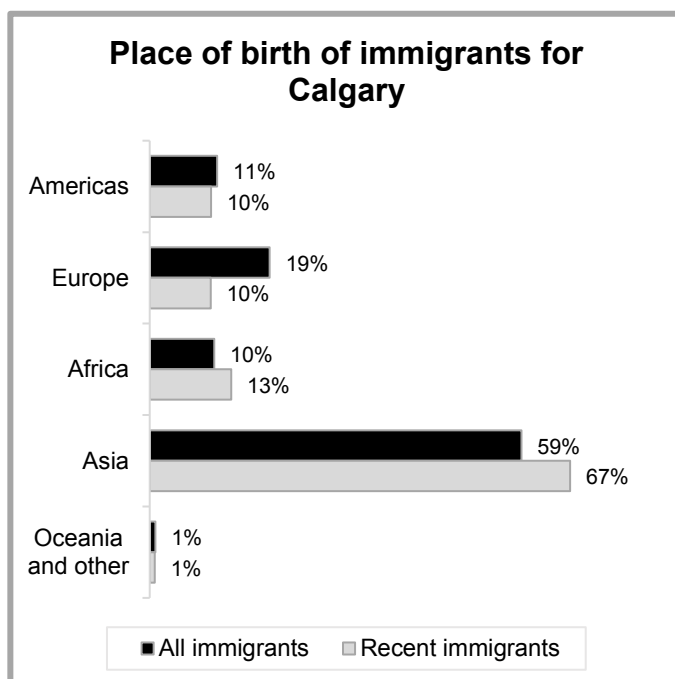 Place of birth of immigrants for
Calgary
Americas
11%
10%
Europe
19%
10%
Africa
10%
13%
Asia
59%
67%
Oceania
and other
1%
1%
All immigrants
Recent immigrants